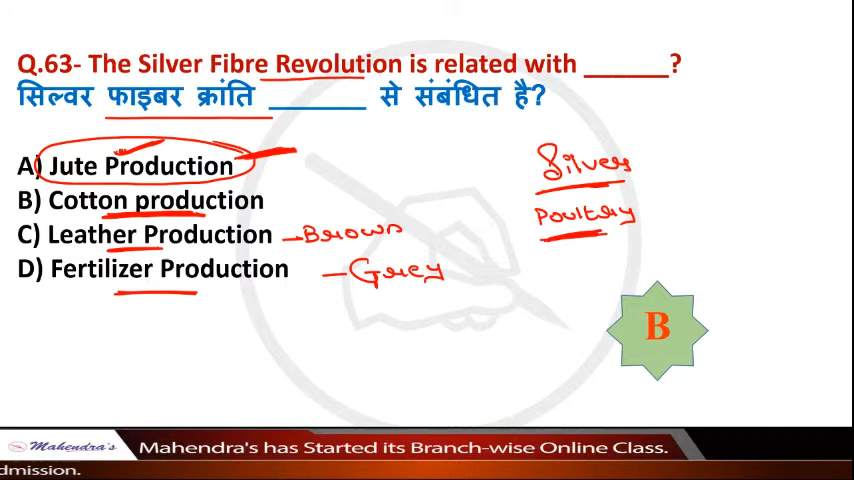 Q.63- The Silver Fibre Revolution is related with ______?
सिल्वर फाइबर क्रांति _______ से संबंधित है?
A) Jute Production
B) Cotton production
C) Leather Production - Brown
D) Fertilizer Production - Grey
Silver
Poultry
B
Mahendra's
Mahendra's has Started its Branch-wise Online Class.
dmission.